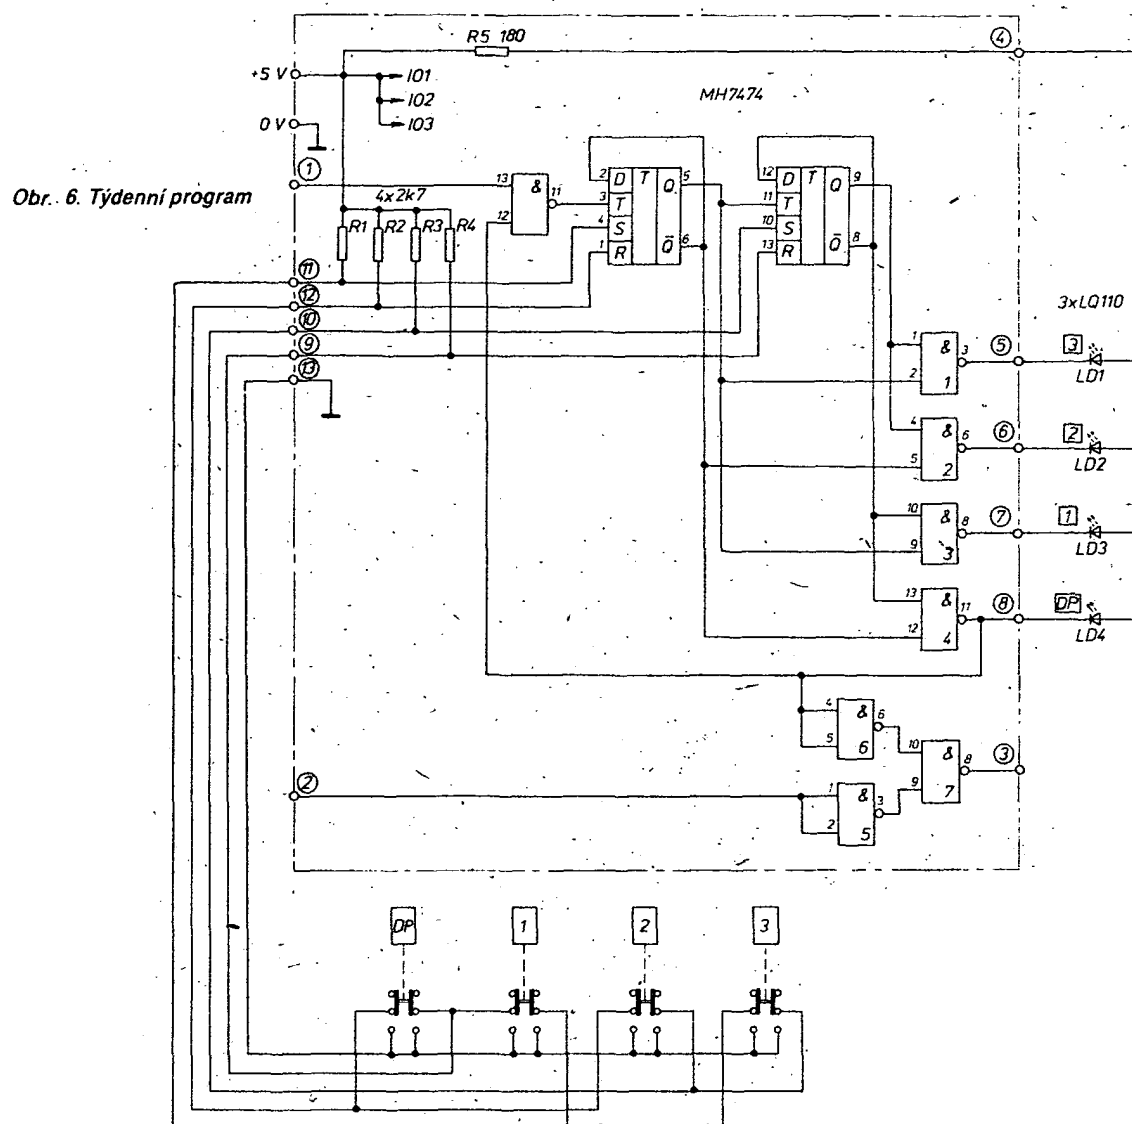 R5 180
④
+5 V
IO1
IO2
IO3
0 V
MH7474
①
Obr. 6. Týdenní program
4x2k7
R1
R2
R3
R4
13
12
&
11
2
3
4
1
D
T
S
R
T
Q
Q̄
5
6
12
11
10
13
D
T
S
R
T
Q
Q̄
9
8
⑪
⑫
⑩
⑨
⑬
3xLQ110
1
2
&
1
3
⑤
3
LD1
4
5
&
2
6
⑥
2
LD2
10
9
&
3
8
⑦
1
LD3
13
12
&
4
11
⑧
DP
LD4
4
5
&
6
6
②
1
2
&
5
3
10
9
&
7
8
③
DP
1
2
3